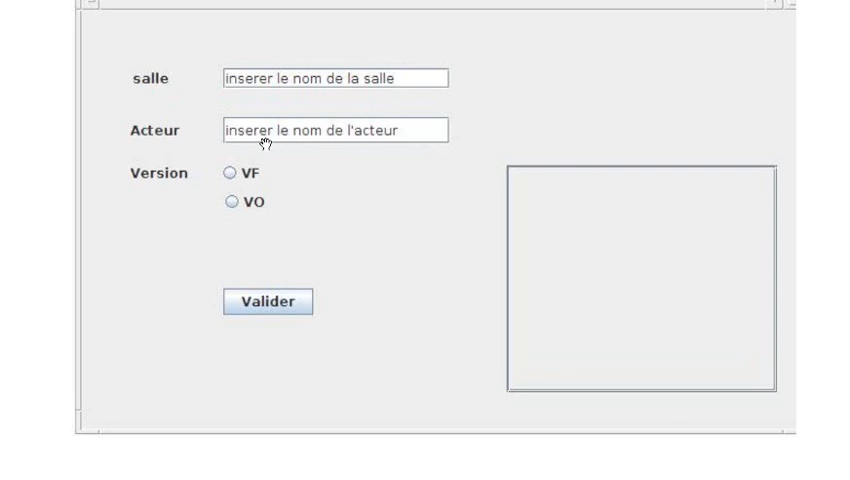 salle inserer le nom de la salle
Acteur inserer le nom de l'acteur
Version VF
VO
Valider